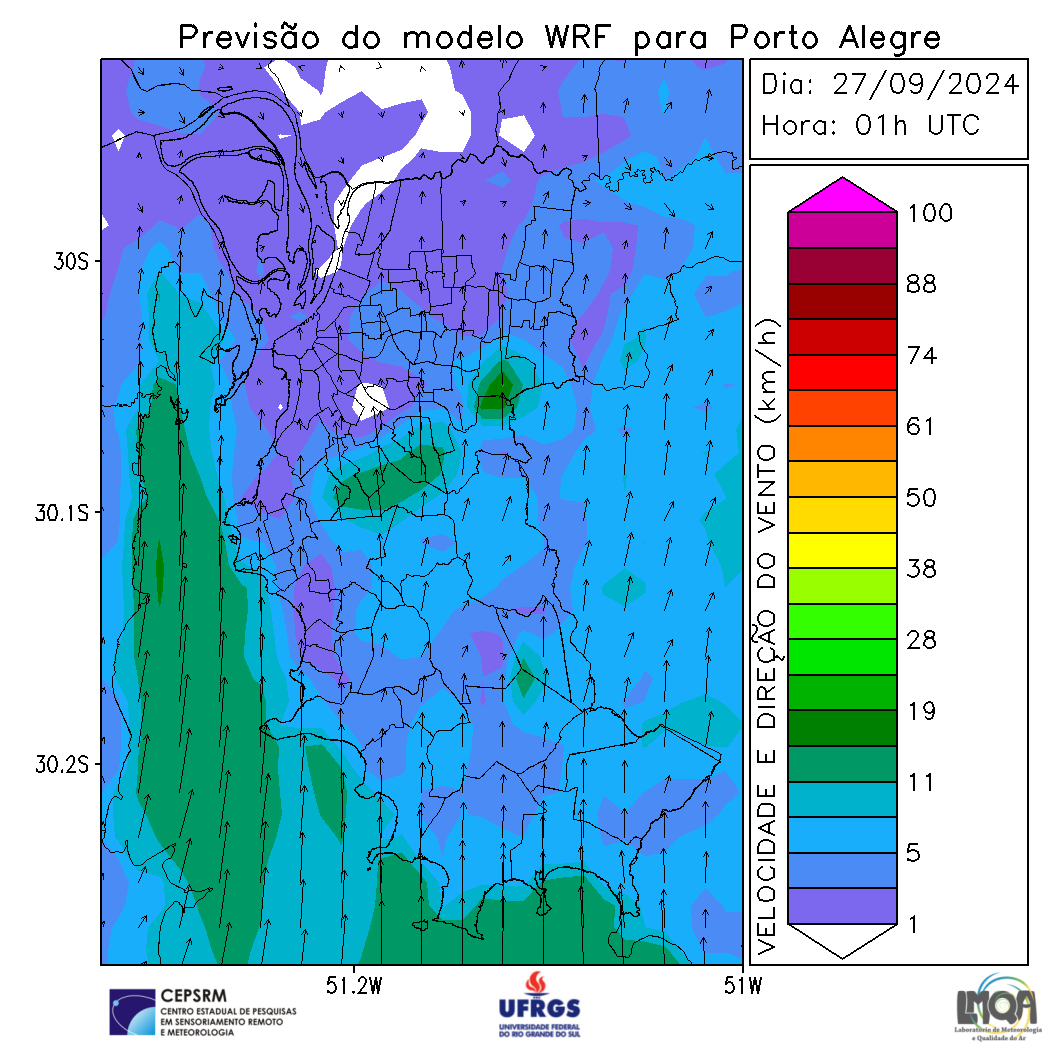 Previsão do modelo WRF para Porto Alegre
Dia: 27/09/2024
Hora: 01h UTC
30S
30.1S
30.2S
51.2W
51W
VELOCIDADE E DIREÇÃO DO VENTO (km/h)
100
88
74
61
50
38
28
19
11
5
1
CEPSRM
CENTRO ESTADUAL DE PESQUISAS
EM SENSORIAMENTO REMOTO
E METEOROLOGIA
UFRGS
UNIVERSIDADE FEDERAL
DO RIO GRANDE DO SUL
LMQA
Laboratório de Meteorologia
e Qualidade do Ar